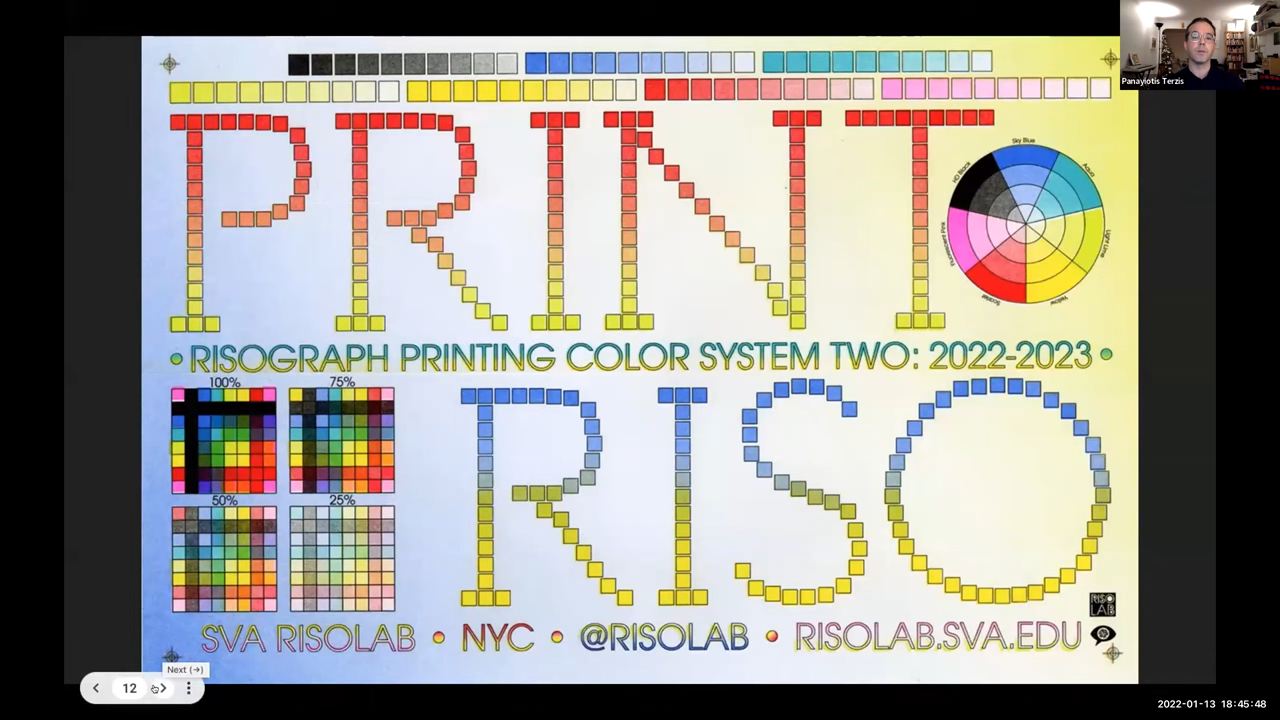 Panayiotis Terzis
PRINT
Sky Blue
Aqua
Light Lime
Yellow
Scarlet
Fluorescent Pink
HD Black
• RISOGRAPH PRINTING COLOR SYSTEM TWO: 2022-2023 •
100% 75%
50% 25%
RISO
RISO
LAB
SVA RISOLAB • NYC • @RISOLAB • RISOLAB.SVA.EDU
Next (→)
12
2022-01-13 18:45:48